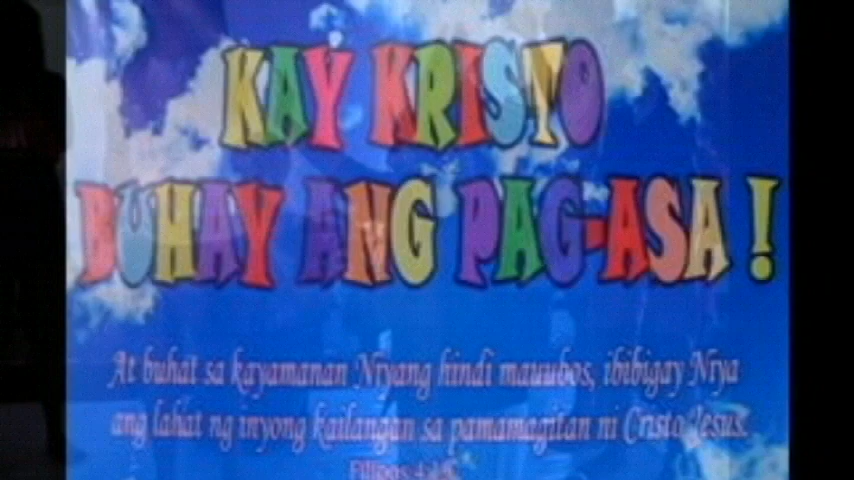 KAY KRISTO
BUHAY ANG PAG-ASA !
At buhat sa kayamanan Niyang hindi mauubos, ibibigay Niya
ang lahat ng inyong kailangan sa pamamagitan ni Cristo Jesus.
Filipos